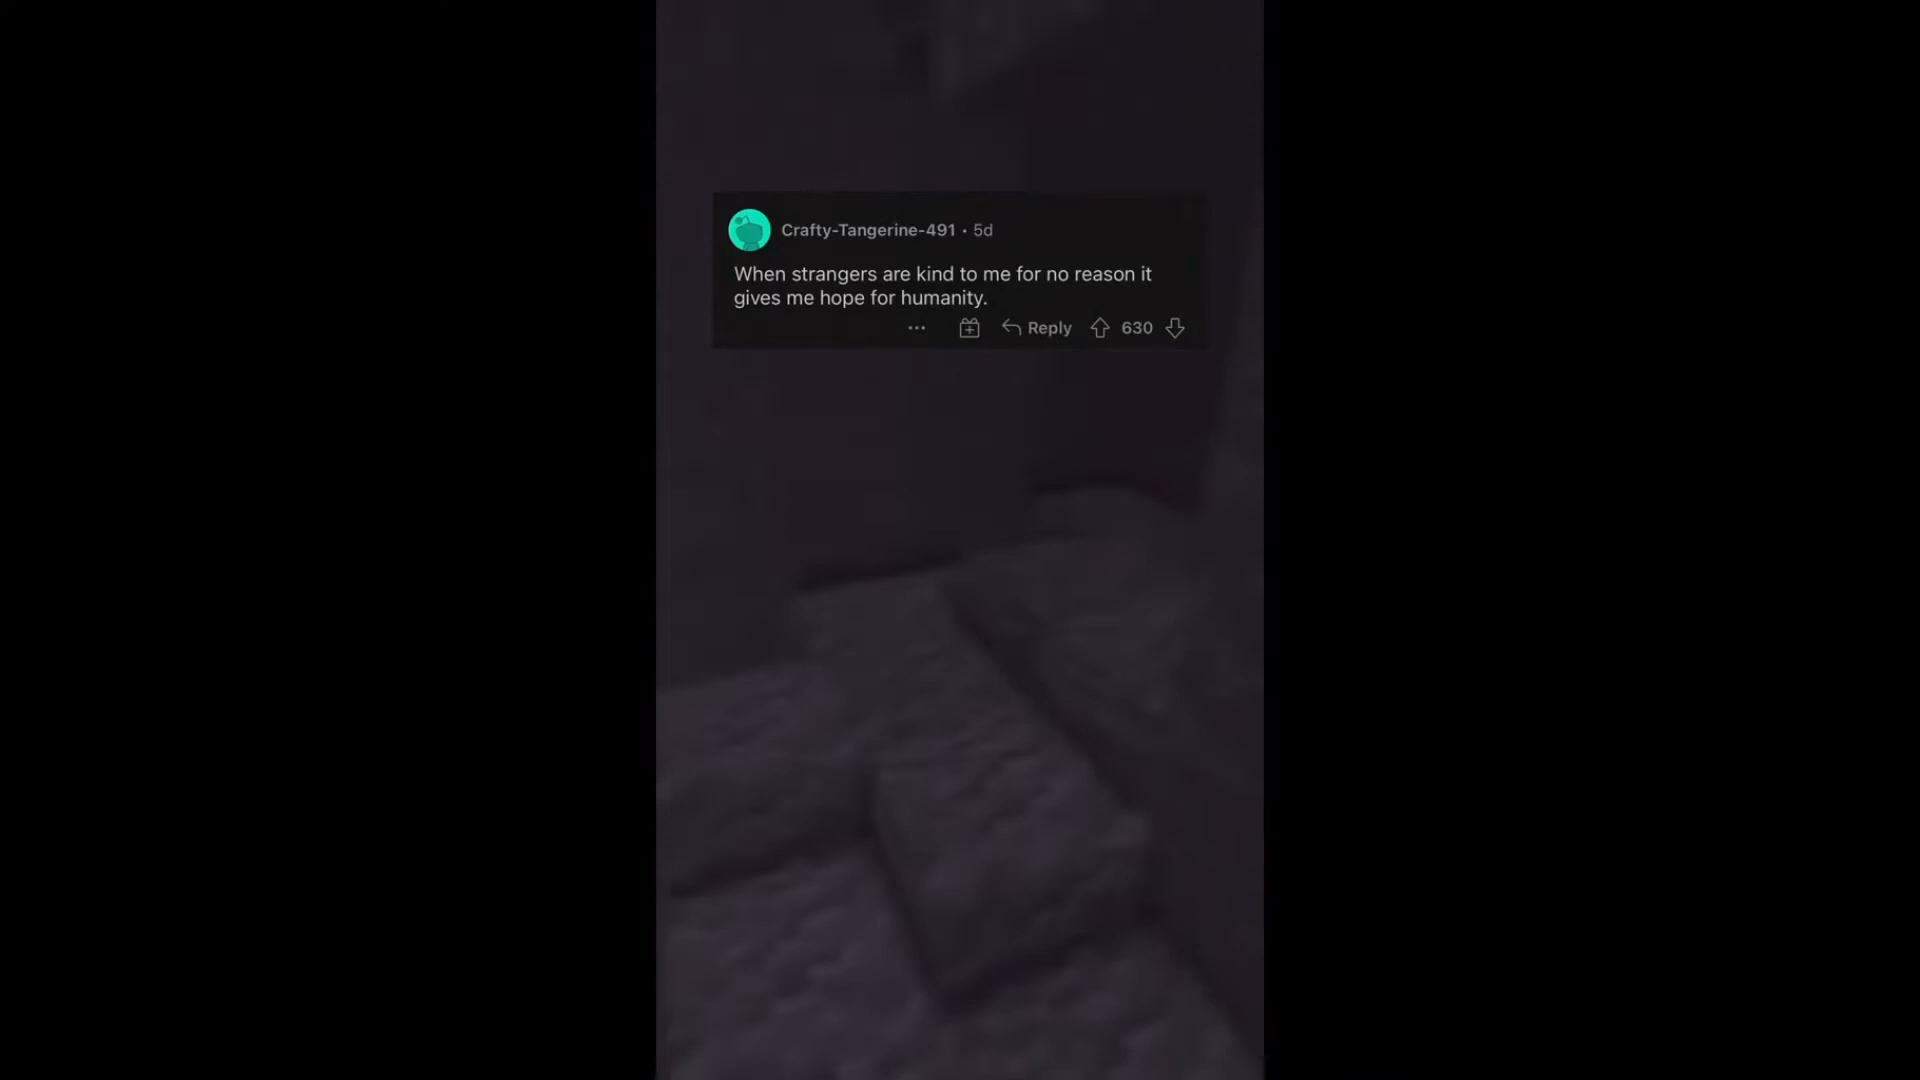 Crafty-Tangerine-491 · 5d
When strangers are kind to me for no reason it
gives me hope for humanity.
... Reply 630